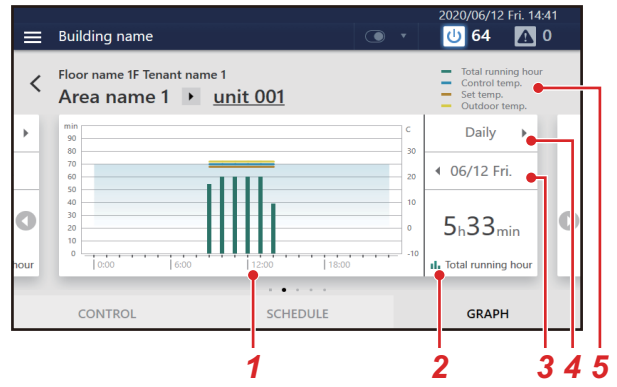 2020/06/12 Fri. 14:41
Building name
64
0
Floor name 1F Tenant name 1
Area name 1 unit 001
Total running hour
Control temp.
Set temp.
Outdoor temp.
min
90
80
70
60
50
40
30
20
10
0
C
30
20
10
0
-10
0:00 6:00 12:00 18:00
Daily
06/12 Fri.
5h33min
Total running hour
hour
CONTROL
SCHEDULE
GRAPH
1 2 3 4 5